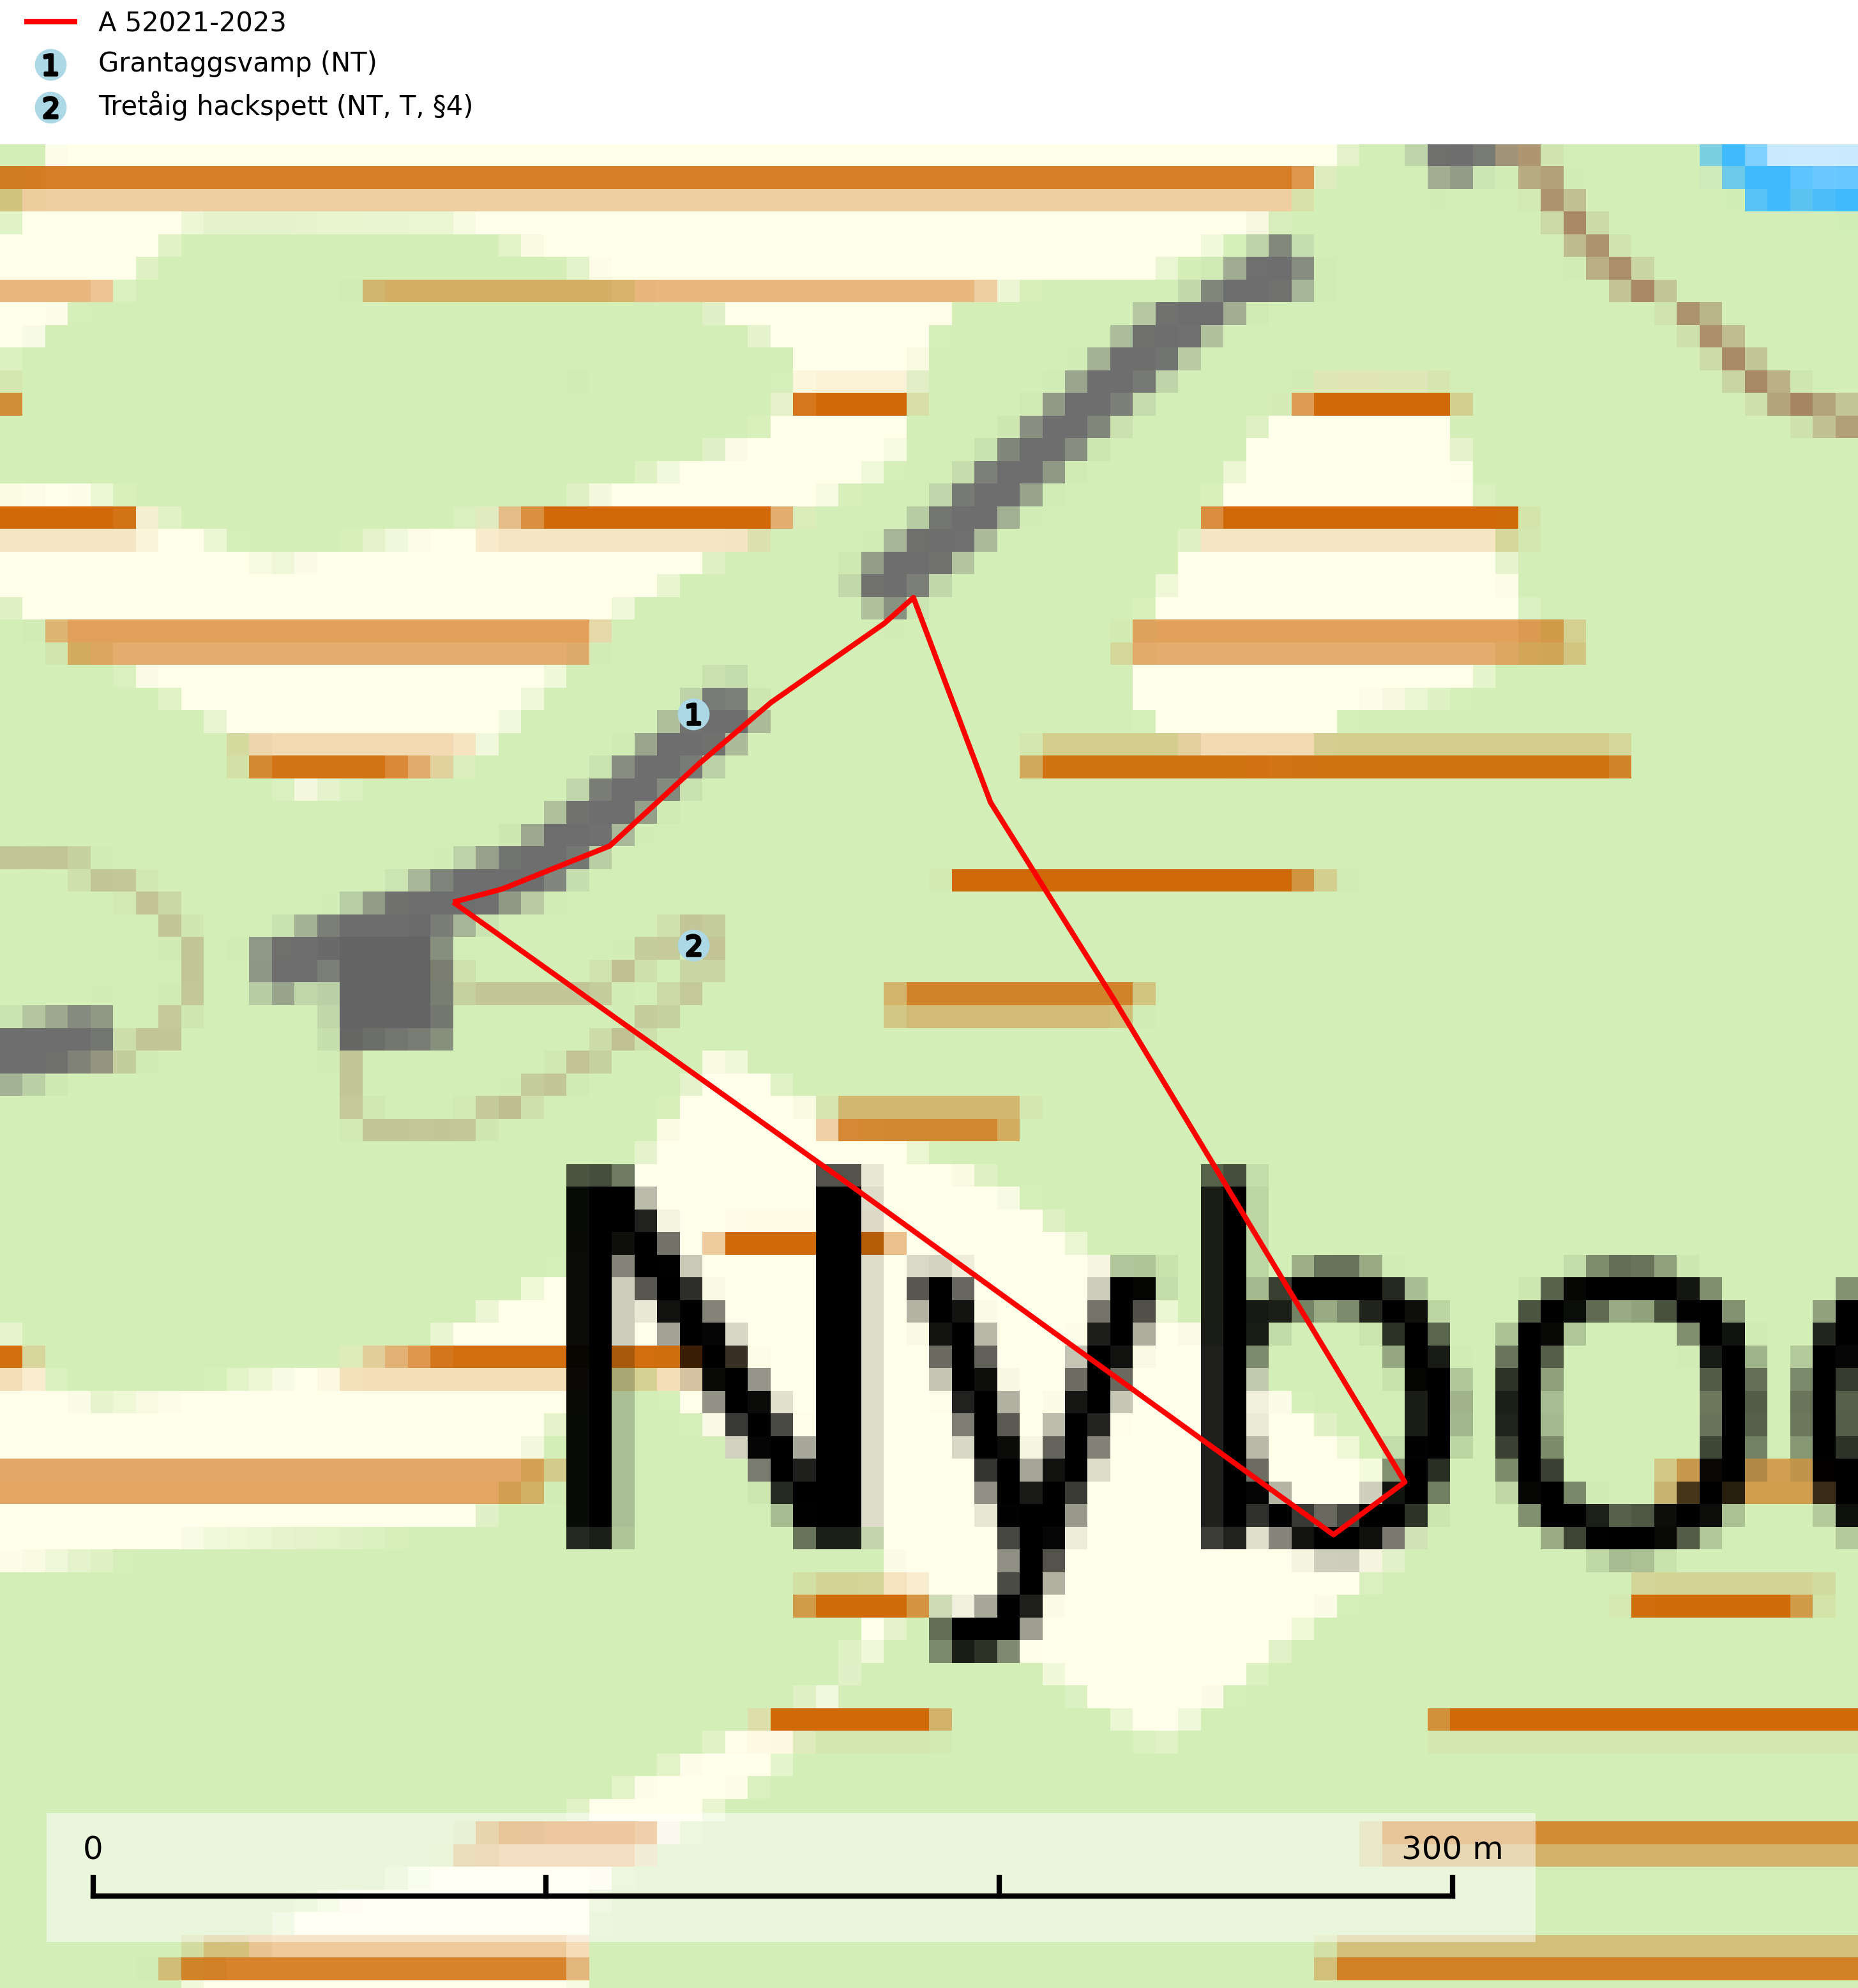 A 52021-2023
1 Grantaggsvamp (NT)
2 Tretåig hackspett (NT, T, §4)
1
2
Nybo
0 300 m